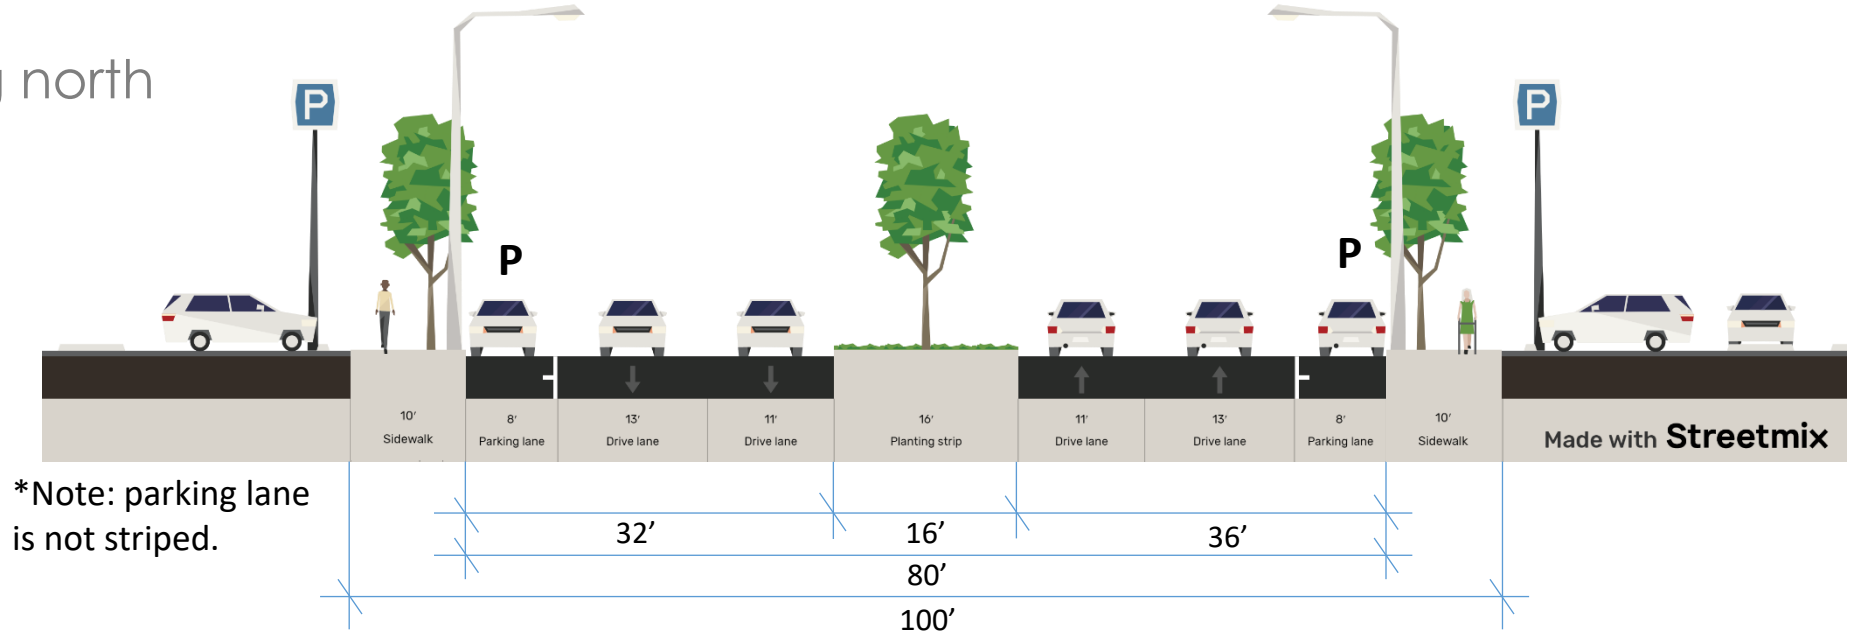 north
P
P
P
P
10' 8' 13' 11' 16' 11' 13' 8' 10'
Sidewalk Parking lane Drive lane Drive lane Planting strip Drive lane Drive lane Parking lane Sidewalk
Made with Streetmix
*Note: parking lane
is not striped.
32’ 16’ 36’
80’
100’